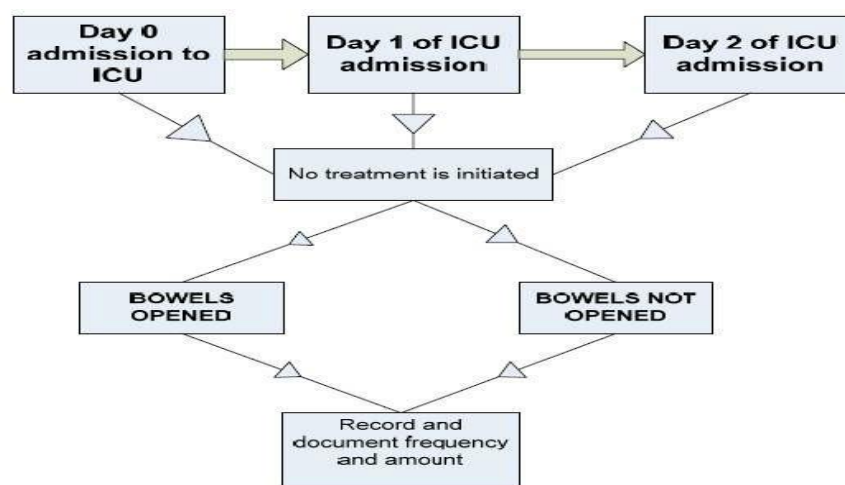 Day 0
admission to
ICU
Day 1 of ICU
admission
Day 2 of ICU
admission
No treatment is initiated
BOWELS
OPENED
BOWELS NOT
OPENED
Record and
document frequency
and amount